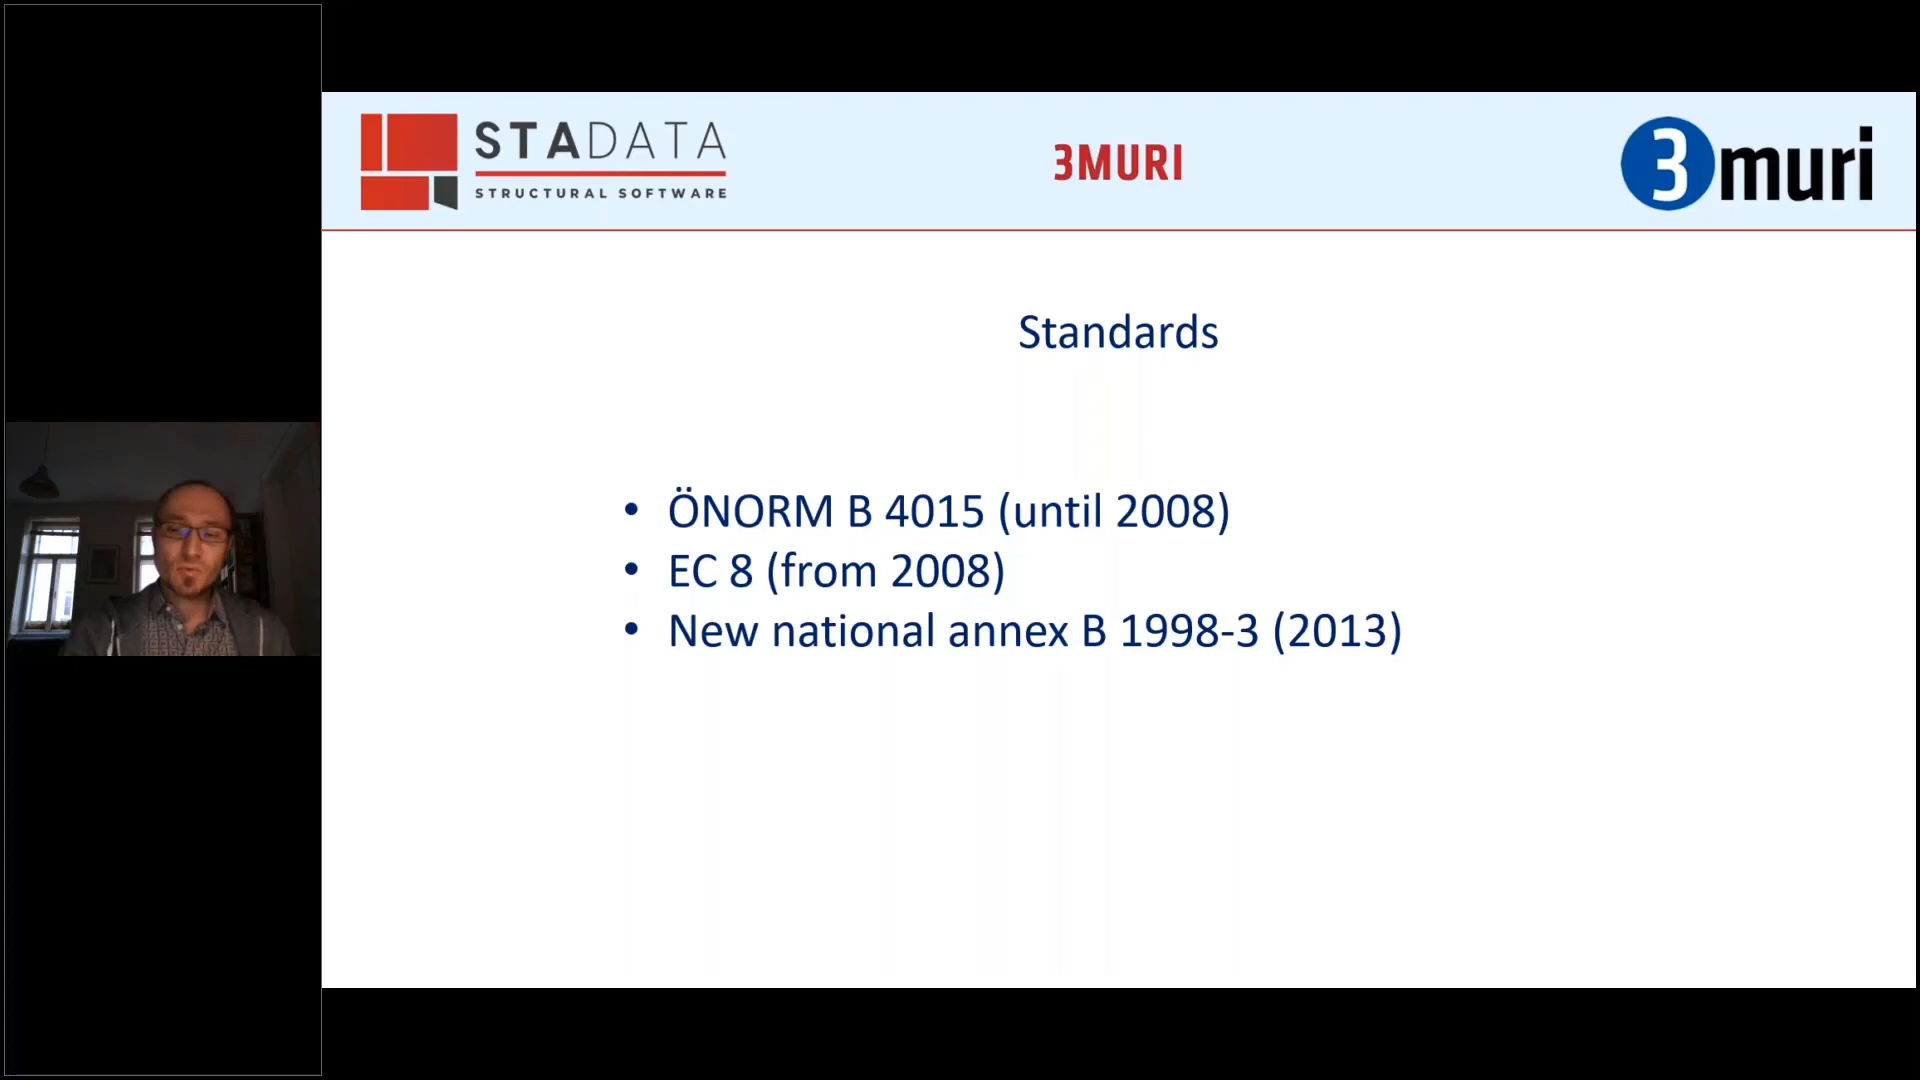 STADATA
STRUCTURAL SOFTWARE
3MURI
3muri
Standards
• ÖNORM B 4015 (until 2008)
• EC 8 (from 2008)
• New national annex B 1998-3 (2013)